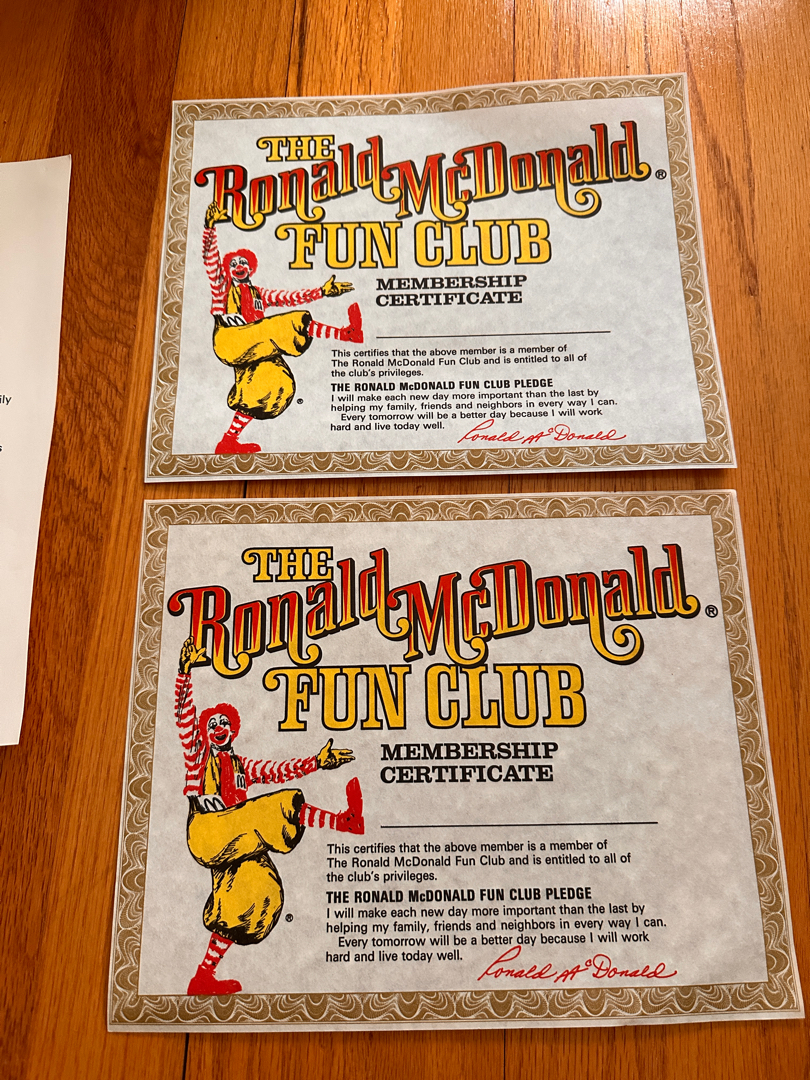 ily
s
THE
Ronald McDonald ®
FUN CLUB
MEMBERSHIP
CERTIFICATE
This certifies that the above member is a member of
The Ronald McDonald Fun Club and is entitled to all of
the club's privileges.
THE RONALD McDONALD FUN CLUB PLEDGE
I will make each new day more important than the last by
helping my family, friends and neighbors in every way I can.
Every tomorrow will be a better day because I will work
hard and live today well. Ronald McDonald
®
THE
Ronald McDonald ®
FUN CLUB
MEMBERSHIP
CERTIFICATE
This certifies that the above member is a member of
The Ronald McDonald Fun Club and is entitled to all of
the club's privileges.
THE RONALD McDONALD FUN CLUB PLEDGE
I will make each new day more important than the last by
helping my family, friends and neighbors in every way I can.
Every tomorrow will be a better day because I will work
hard and live today well. Ronald McDonald
®